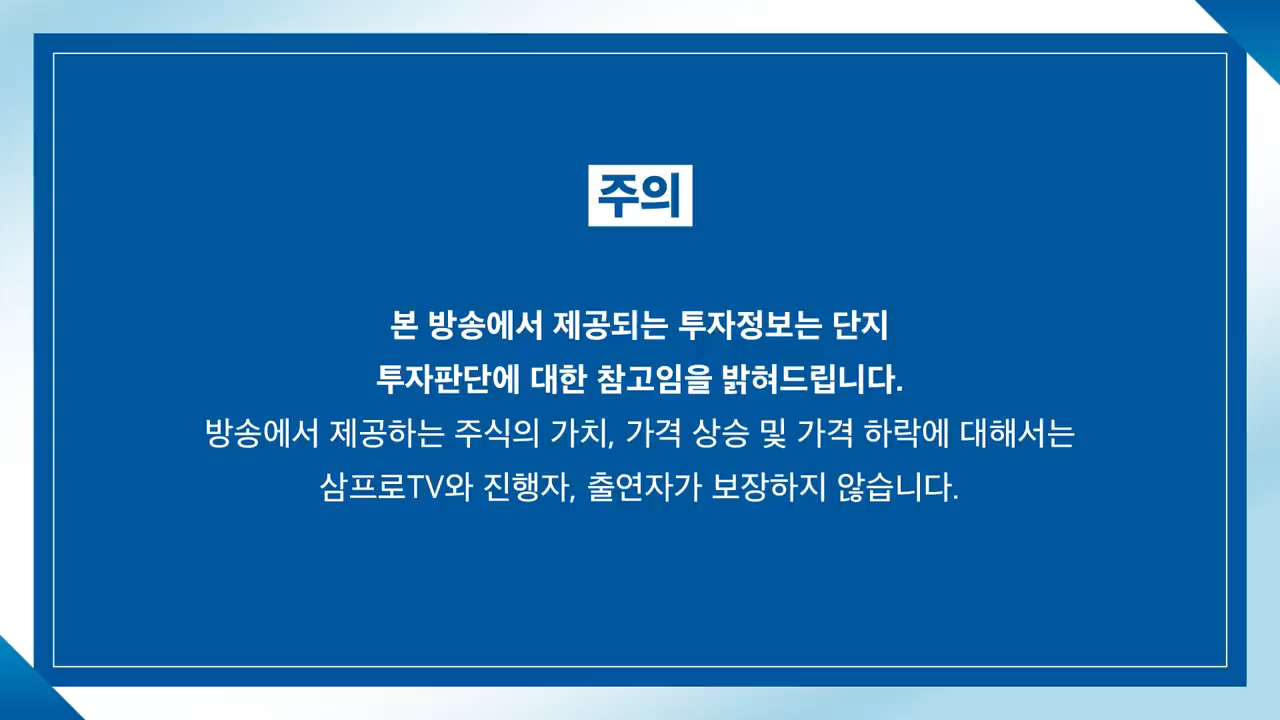 주의
본 방송에서 제공되는 투자정보는 단지
투자판단에 대한 참고임을 밝혀드립니다.
방송에서 제공하는 주식의 가치, 가격 상승 및 가격 하락에 대해서는
삼프로TV와 진행자, 출연자가 보장하지 않습니다.